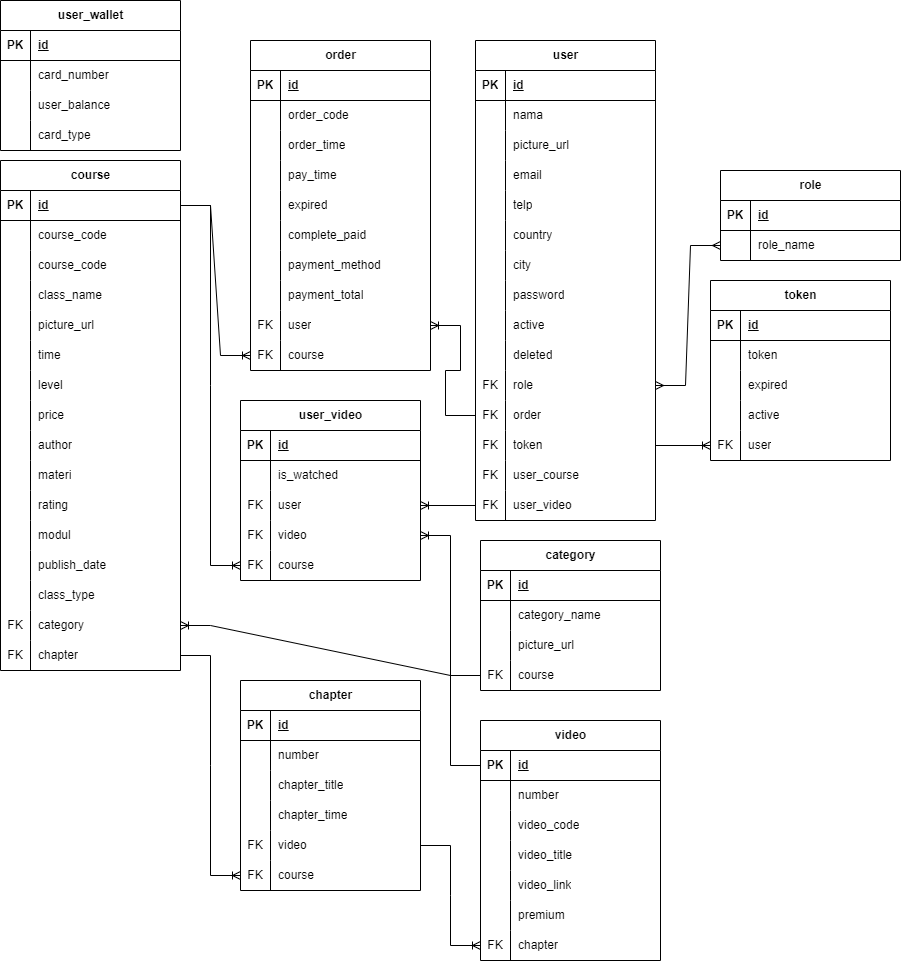 user_wallet
PK id
card_number
user_balance
card_type
course
PK id
course_code
course_code
class_name
picture_url
time
level
price
author
materi
rating
modul
publish_date
class_type
FK category
FK chapter
order
PK id
order_code
order_time
pay_time
expired
complete_paid
payment_method
payment_total
FK user
FK course
user_video
PK id
is_watched
FK user
FK video
FK course
chapter
PK id
number
chapter_title
chapter_time
FK video
FK course
user
PK id
nama
picture_url
email
telp
country
city
password
active
deleted
FK role
FK order
FK token
FK user_course
FK user_video
category
PK id
category_name
picture_url
FK course
video
PK id
number
video_code
video_title
video_link
premium
FK chapter
role
PK id
role_name
token
PK id
token
expired
active
FK user